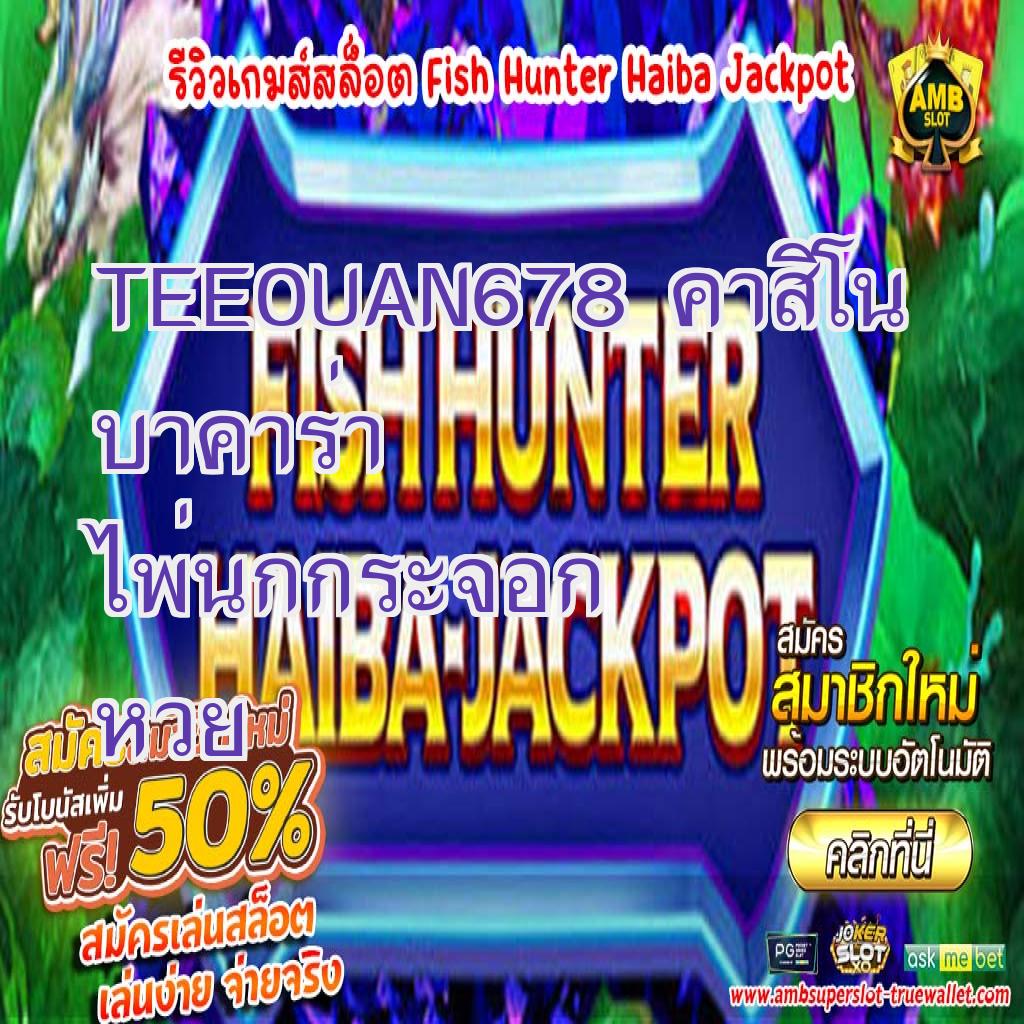 รีวิวเกมส์สล็อต Fish Hunter Haiba Jackpot
AMB
SLOT
TEEOUAN678 คาสิโน
FISH HUNTER
บาคาร่า
ไพ่นกกระจอก
HAIBA·JACKPOT
หวย
สมัคร
สมาชิกใหม่
พร้อมระบบอัตโนมัติ
คลิกที่นี่
รับโบนัสเพิ่ม
ฟรี! 50%
สมัครเล่นสล็อต
เล่นง่าย จ่ายจริง
PG
JOKER
SLOT
XO
ask me bet
www.ambsuperslot-truewallet.com